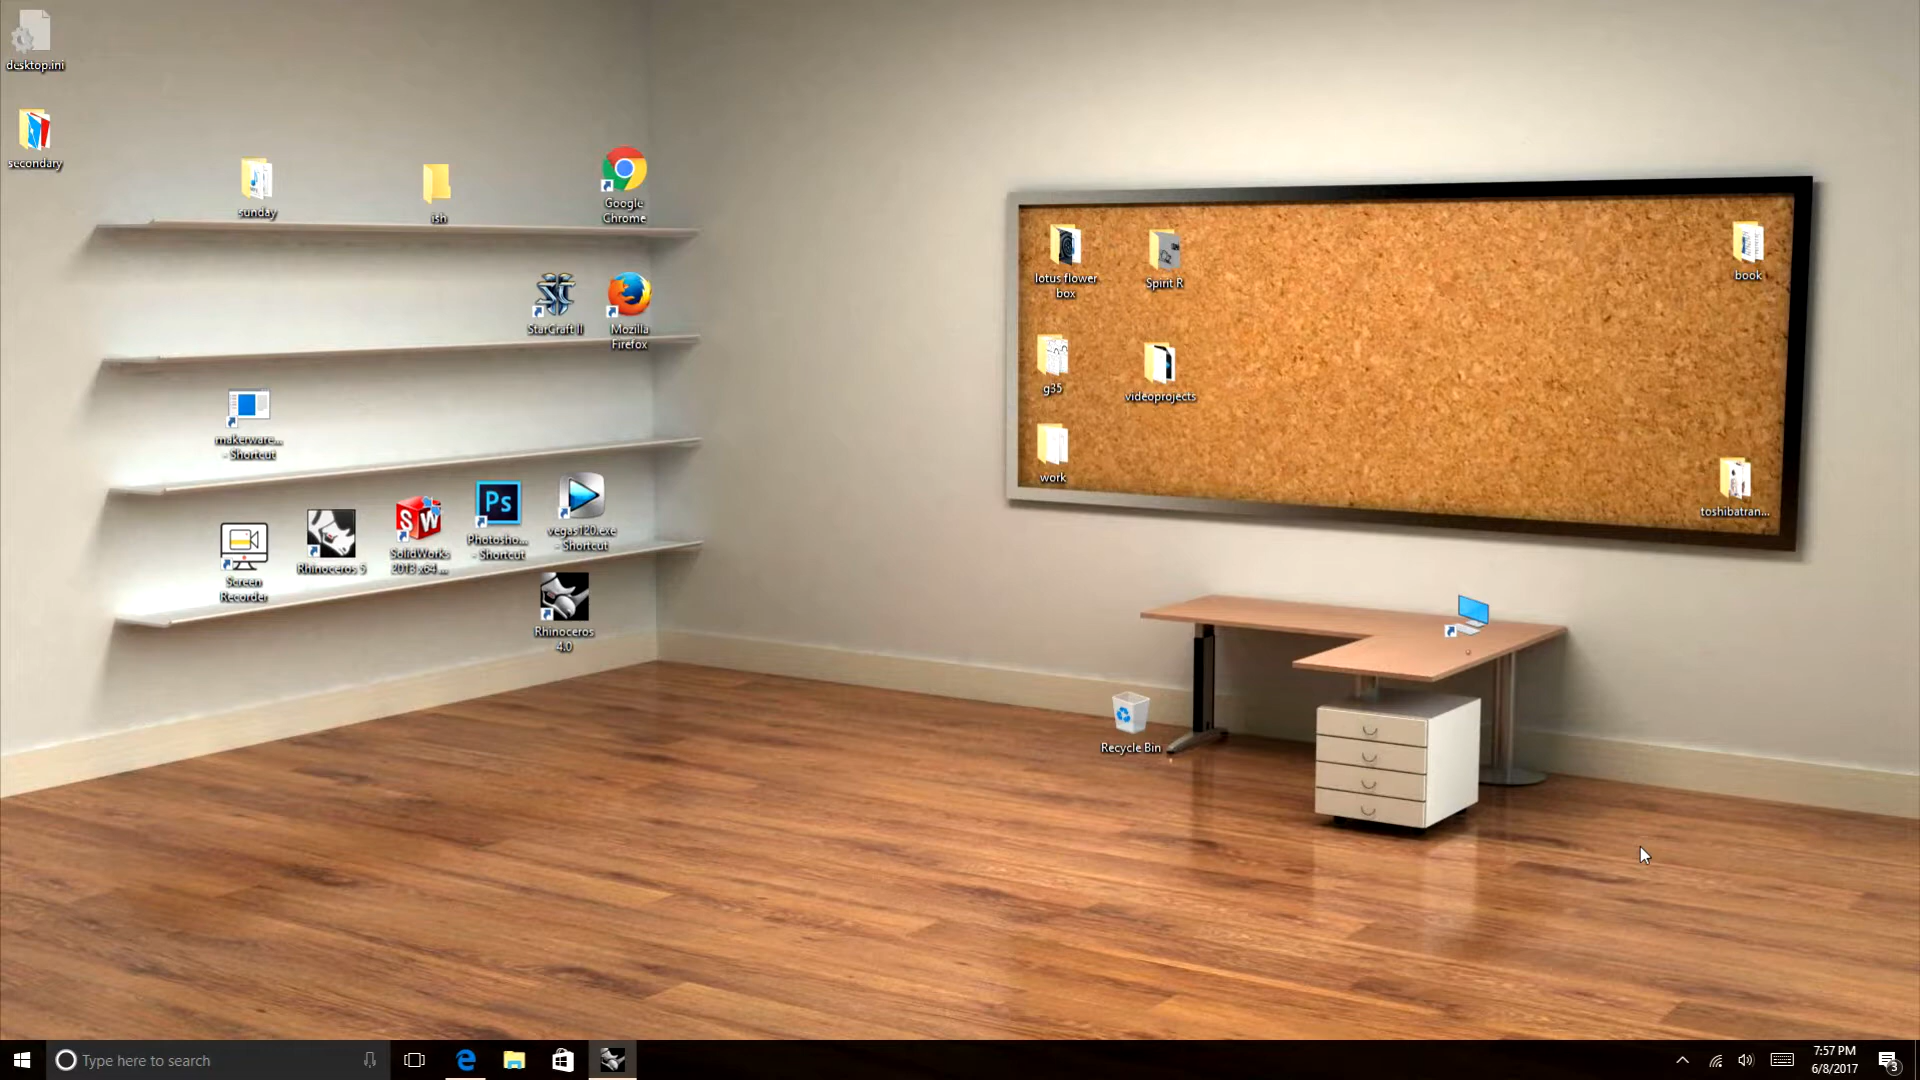 desktop.ini
secondary
sunday
ish
Google
Chrome
StarCraft II
Mozilla
Firefox
makerware...
- Shortcut
Screen
Recorder
Rhinoceros 5
SW
SolidWorks
2013 x64 ...
Ps
Photosho...
- Shortcut
vegas120.exe
- Shortcut
Rhinoceros
4.0
lotus flower
box
Spirit R
book
g35
videoprojects
work
toshibatran...
Recycle Bin
Type here to search
7:57 PM
6/8/2017
3